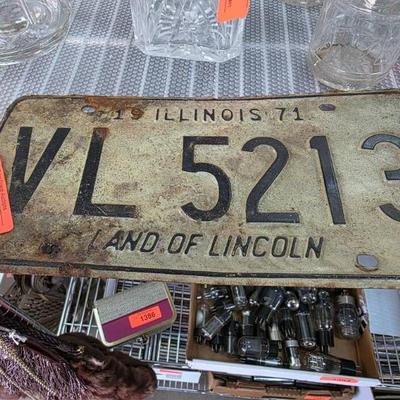 19 ILLINOIS 71
VL 5213
LAND OF LINCOLN
1386